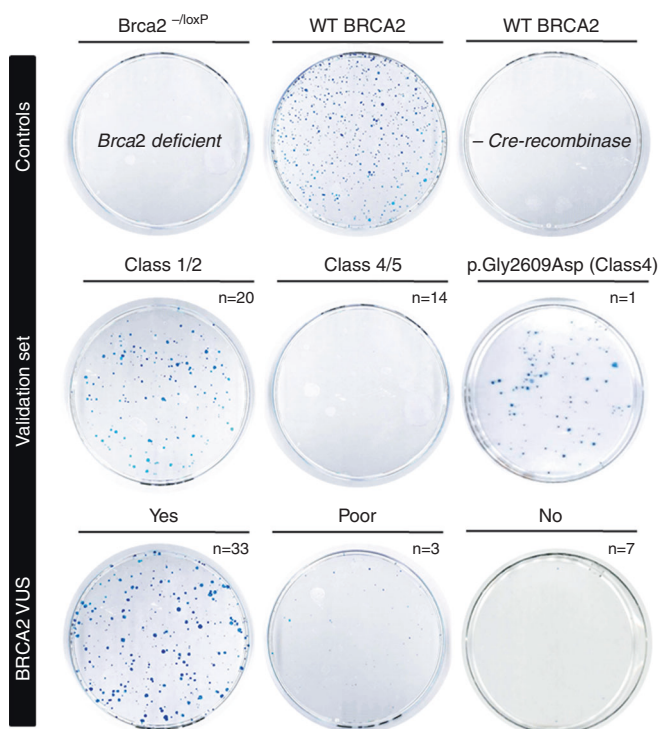 Brca2 −/loxP
WT BRCA2
WT BRCA2
Controls
Brca2 deficient
– Cre-recombinase
Class 1/2
Class 4/5
p.Gly2609Asp (Class4)
n=20
n=14
n=1
Validation set
Yes
Poor
No
n=33
n=3
n=7
BRCA2 VUS